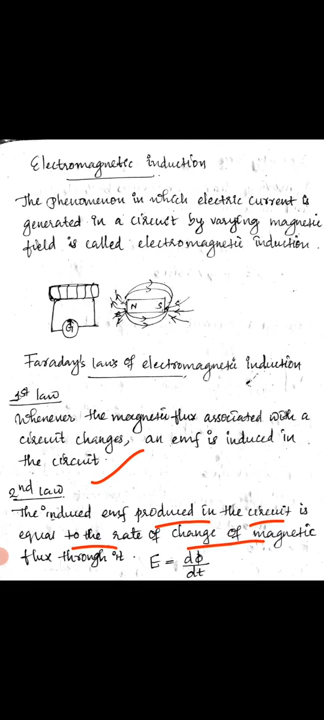 Electromagnetic induction
The phenomenon in which electric current is
generated in a circuit by varying magnetic
field is called electromagnetic induction.
G
N S
Faraday's laws of electromagnetic induction
1st law
Whenever the magnetic flux associated with a
circuit changes, an emf is induced in
the circuit.
2nd law
The induced emf produced in the circuit is
equal to the rate of change of magnetic
flux through it.
E = dϕ/dt